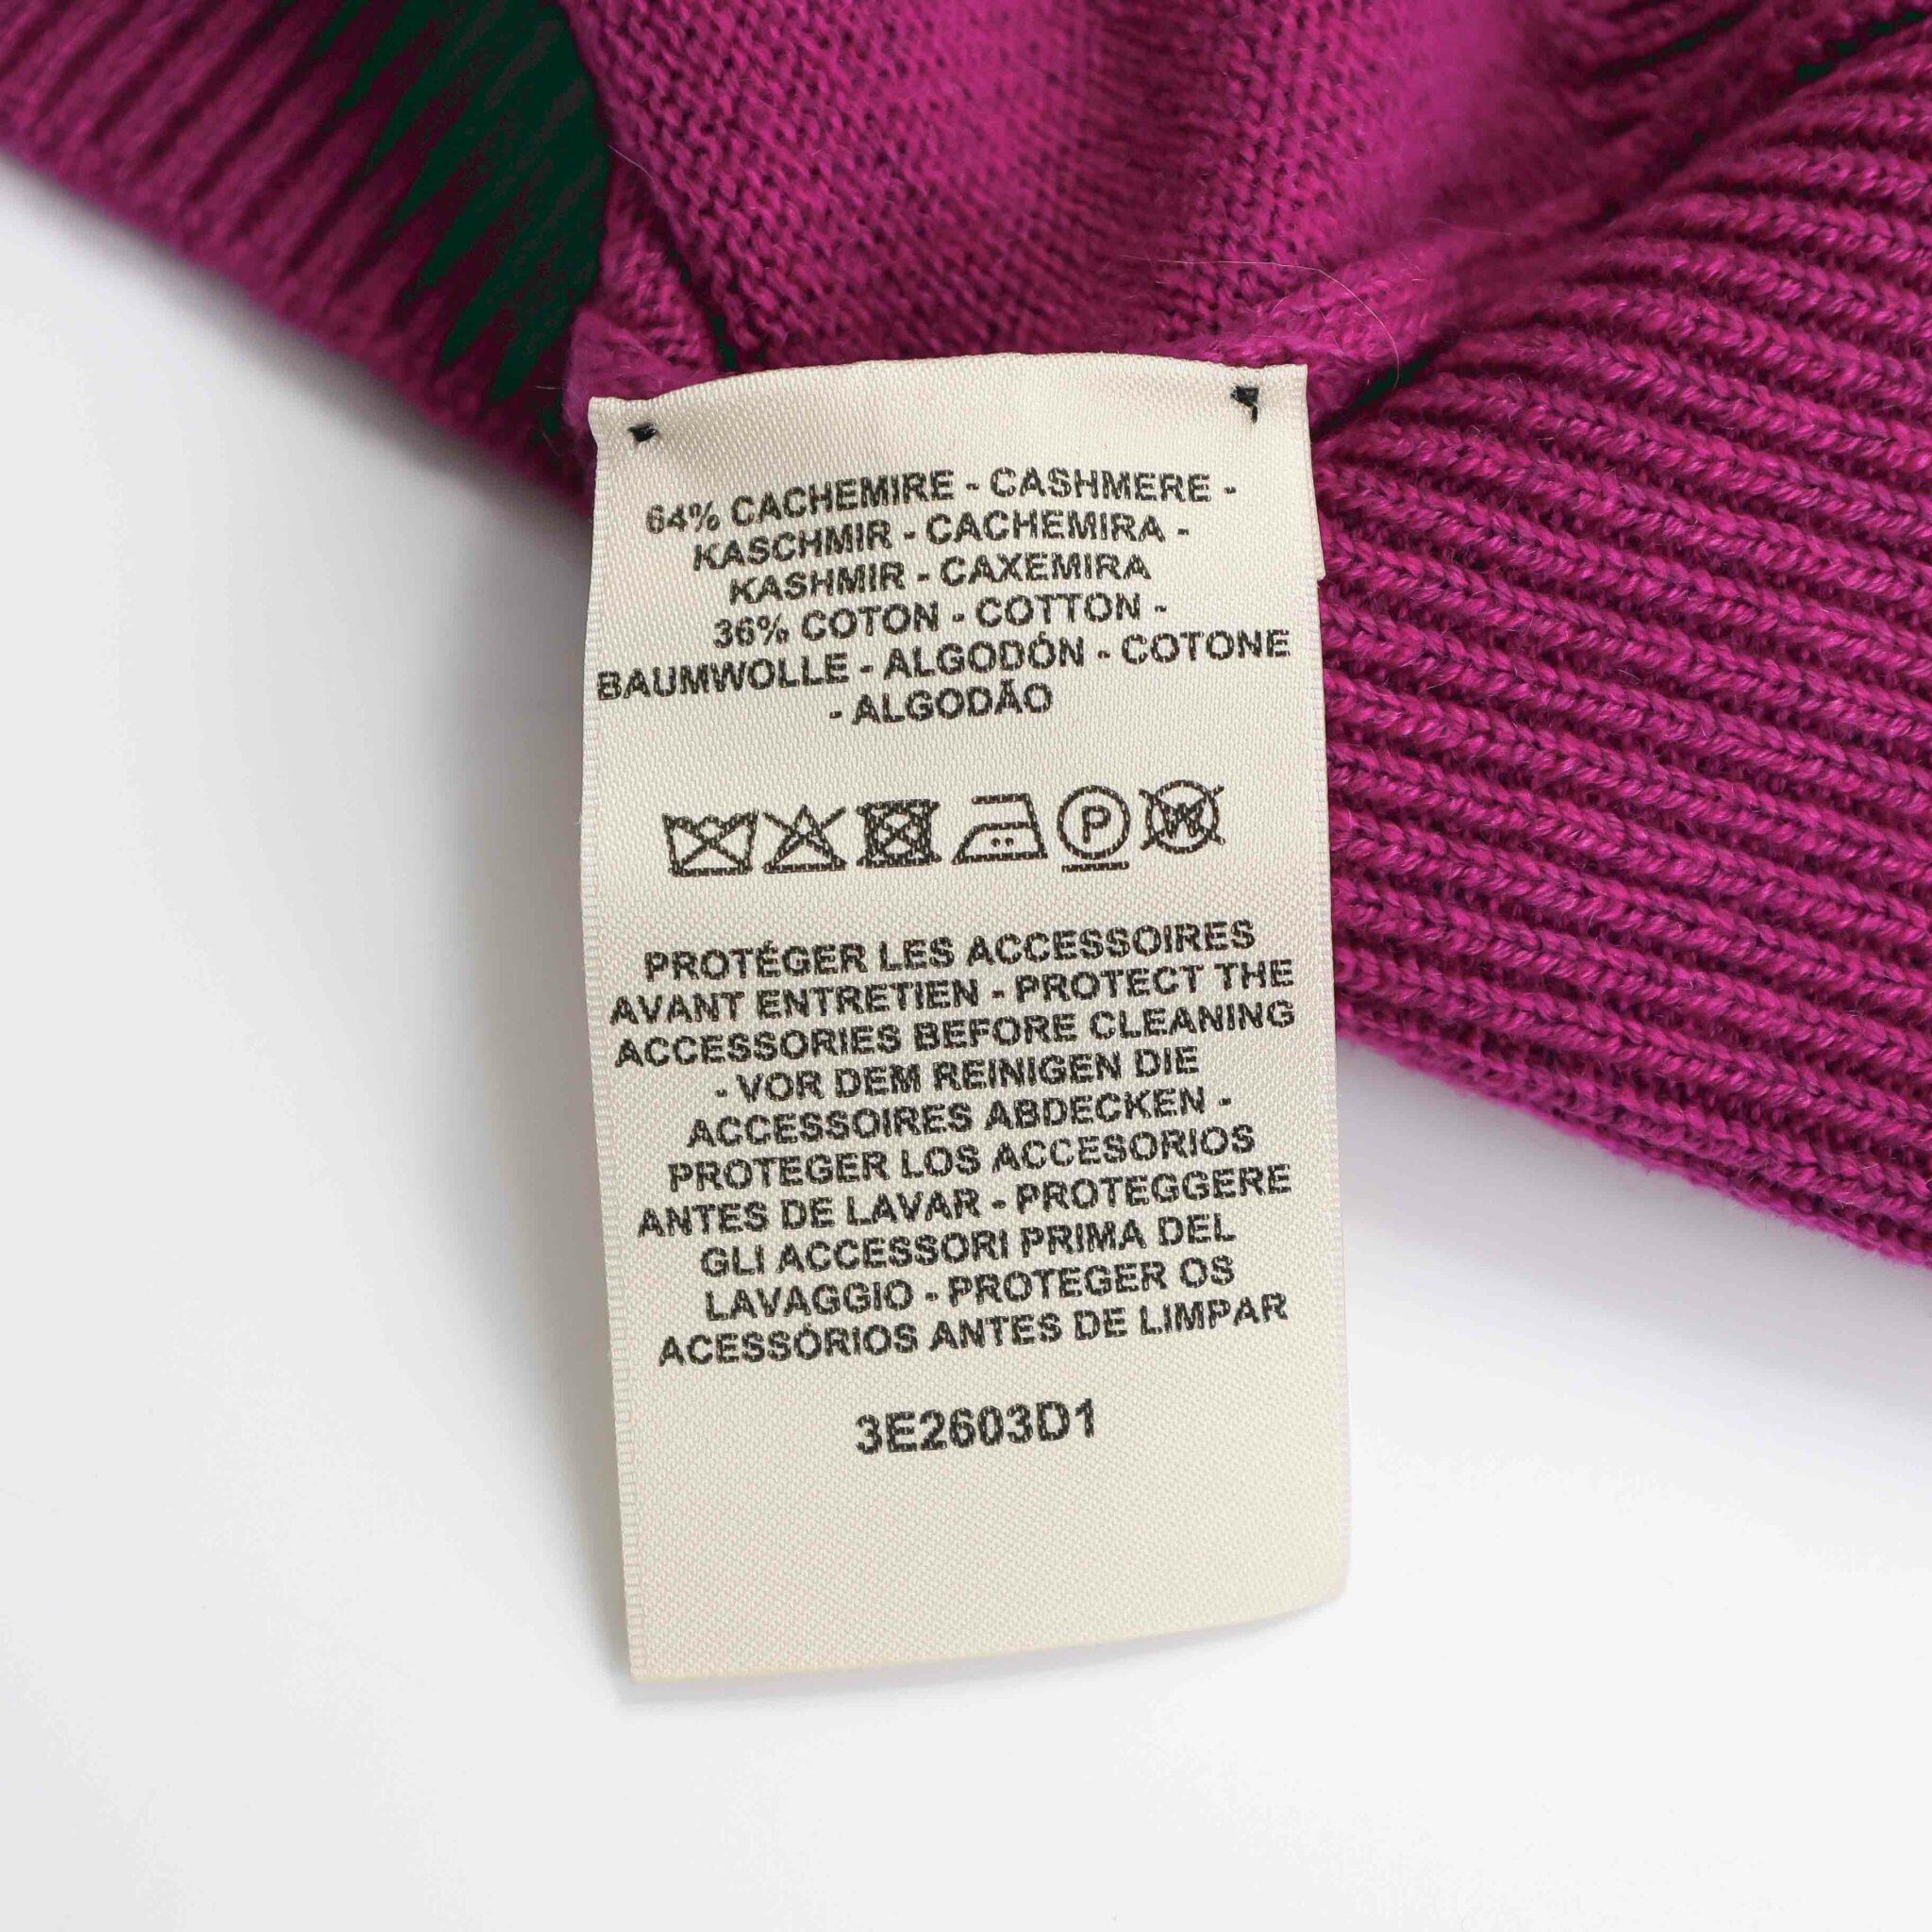 64% CACHEMIRE - CASHMERE -
KASCHMIR - CACHEMIRA -
KASHMIR - CAXEMIRA
36% COTON - COTTON -
BAUMWOLLE - ALGODÓN - COTONE
- ALGODÃO
P W
PROTÉGER LES ACCESSOIRES
AVANT ENTRETIEN - PROTECT THE
ACCESSORIES BEFORE CLEANING
- VOR DEM REINIGEN DIE
ACCESSOIRES ABDECKEN -
PROTEGER LOS ACCESORIOS
ANTES DE LAVAR - PROTEGGERE
GLI ACCESSORI PRIMA DEL
LAVAGGIO - PROTEGER OS
ACESSÓRIOS ANTES DE LIMPAR
3E2603D1